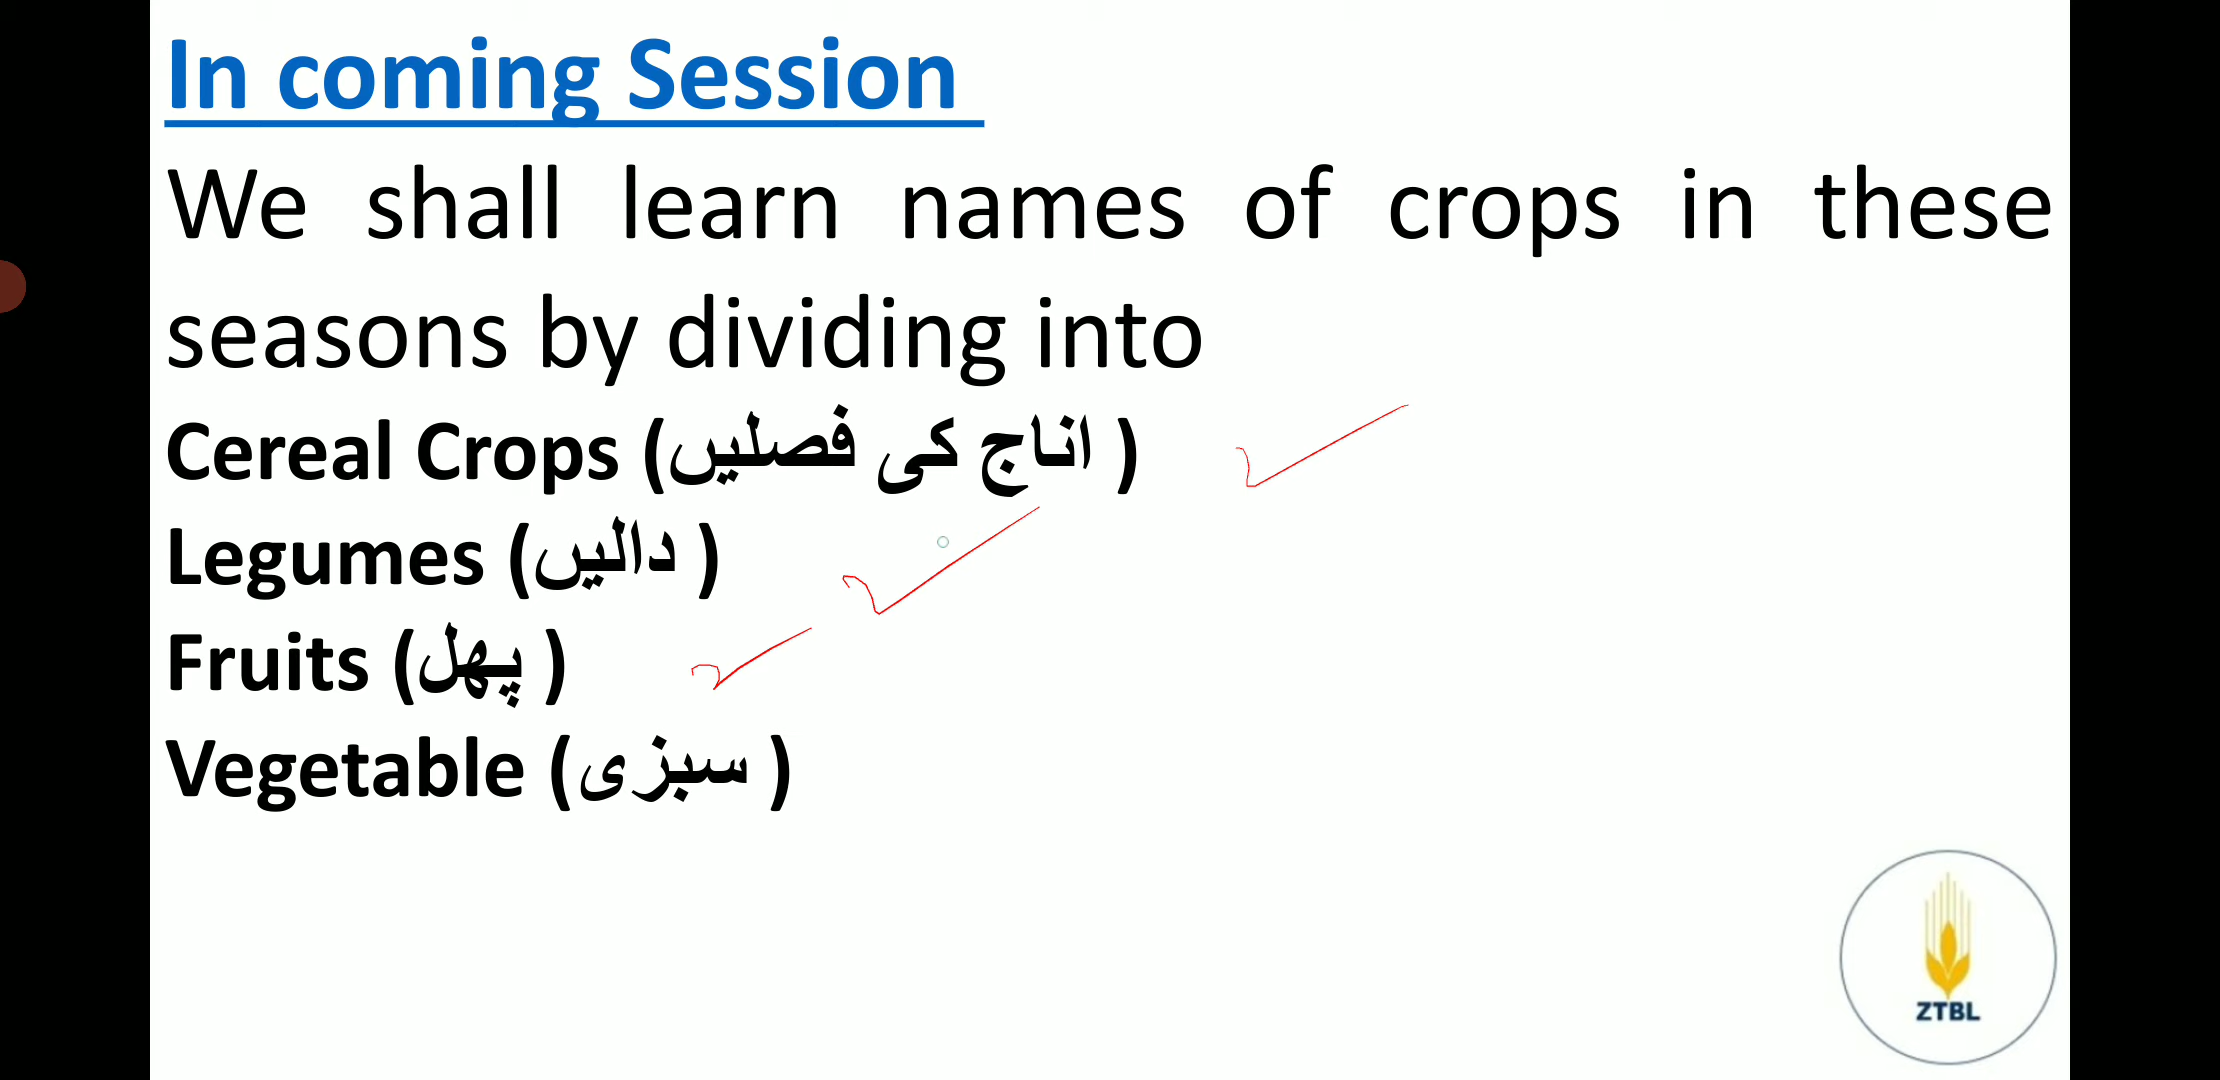 In coming Session
We shall learn names of crops in these
seasons by dividing into
Cereal Crops (اناج کی فصلیں )
Legumes (دالیں )
Fruits (پھل )
Vegetable (سبزی )
ZTBL